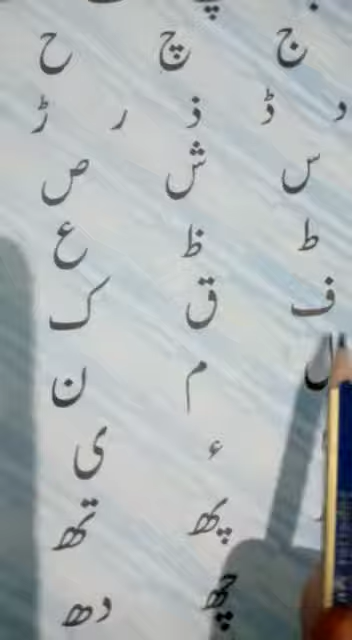 ج چ ح
د ڈ ذ ر ڑ
س ش ص
ط ظ ع
ف ق ک
ل م ن
ء ی
پھ تھ
چھ دھ